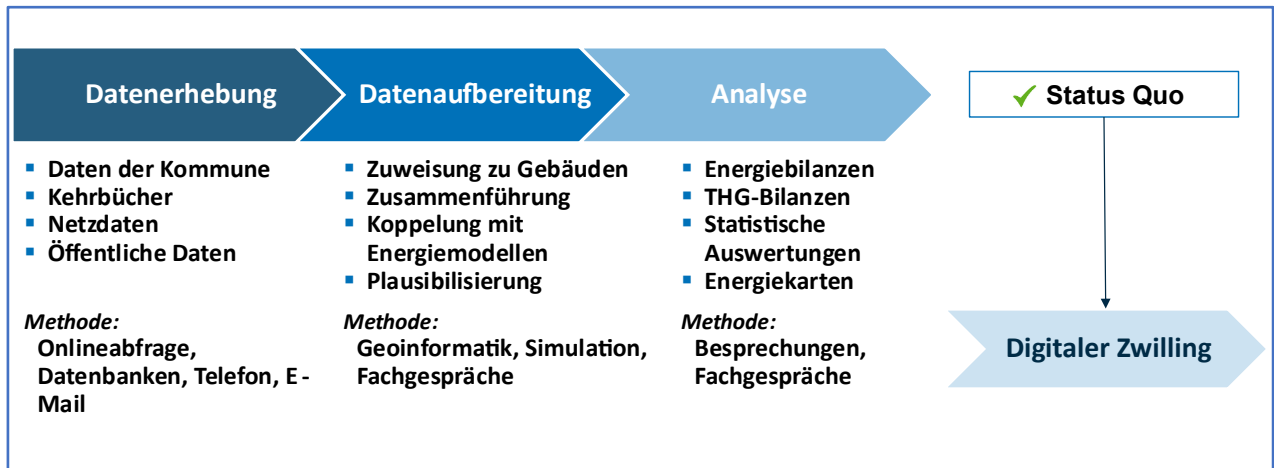 Datenerhebung
Daten der Kommune
Kehrbücher
Netzdaten
Öffentliche Daten
Methode:
Onlineabfrage,
Datenbanken, Telefon, E -
Mail
Datenaufbereitung
Zuweisung zu Gebäuden
Zusammenführung
Koppelung mit
Energiemodellen
Plausibilisierung
Methode:
Geoinformatik, Simulation,
Fachgespräche
Analyse
Energiebilanzen
THG-Bilanzen
Statistische
Auswertungen
Energiekarten
Methode:
Besprechungen,
Fachgespräche
Status Quo
Digitaler Zwilling